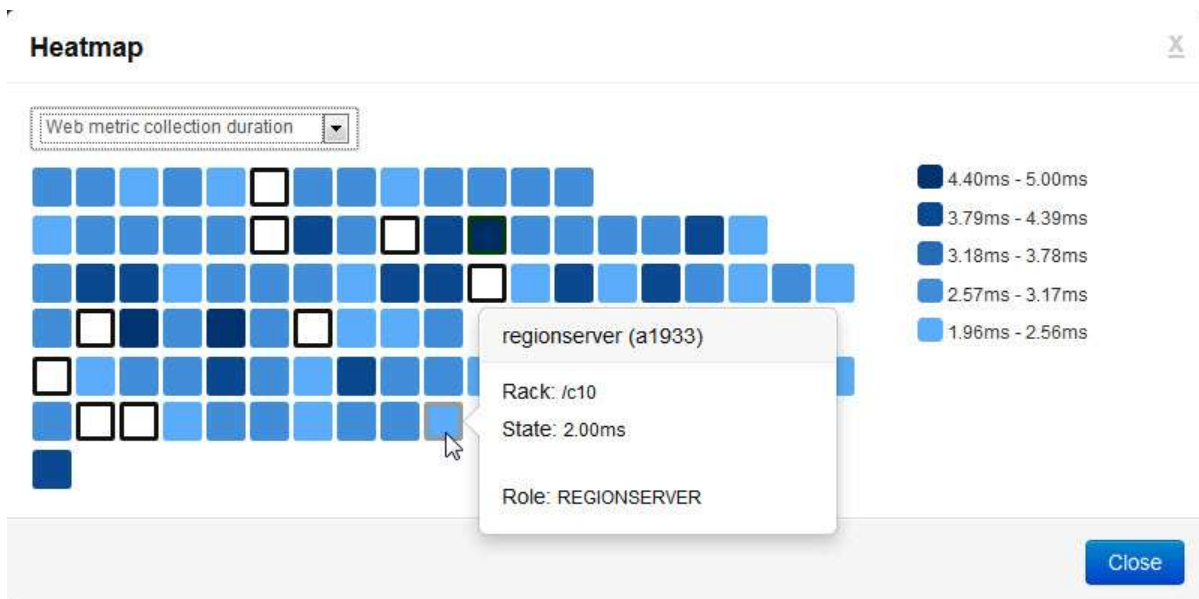 Heatmap
X
Web metric collection duration
4.40ms - 5.00ms
3.79ms - 4.39ms
3.18ms - 3.78ms
2.57ms - 3.17ms
1.96ms - 2.56ms
regionserver (a1933)
Rack: /c10
State: 2.00ms
Role: REGIONSERVER
Close